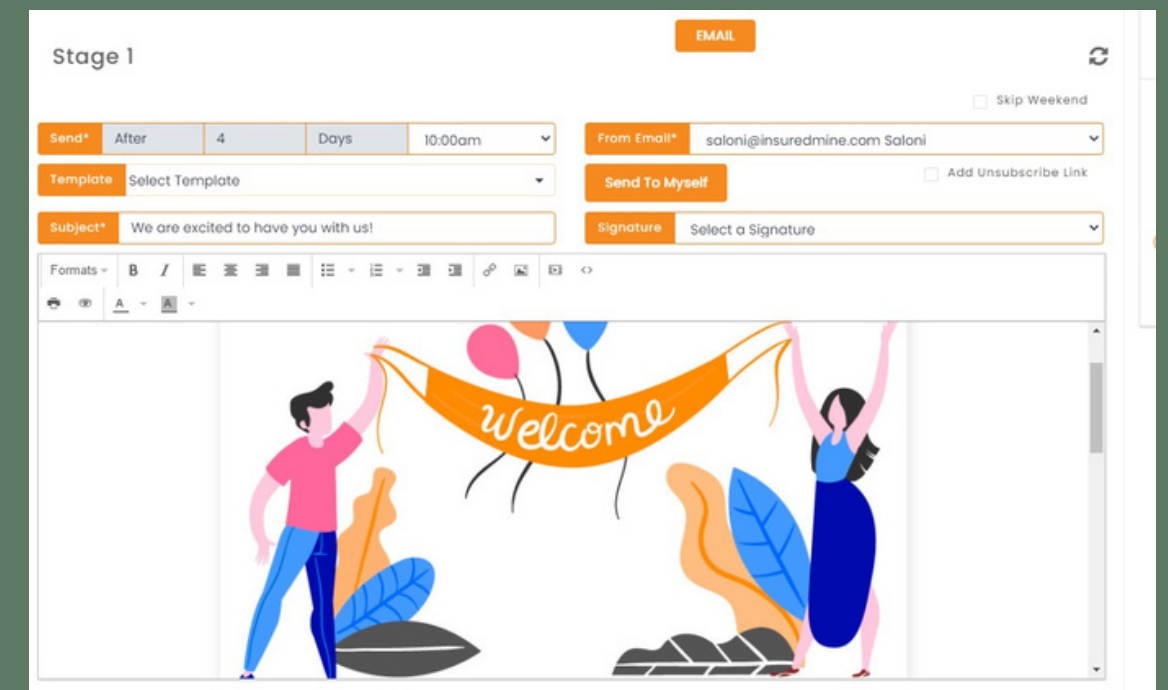 EMAIL
Stage 1
Skip Weekend
Send* After 4 Days 10:00am
From Email* saloni@insuredmine.com Saloni
Template Select Template
Send To Myself
Add Unsubscribe Link
Subject* We are excited to have you with us!
Signature Select a Signature
Formats B I
A A
Welcome